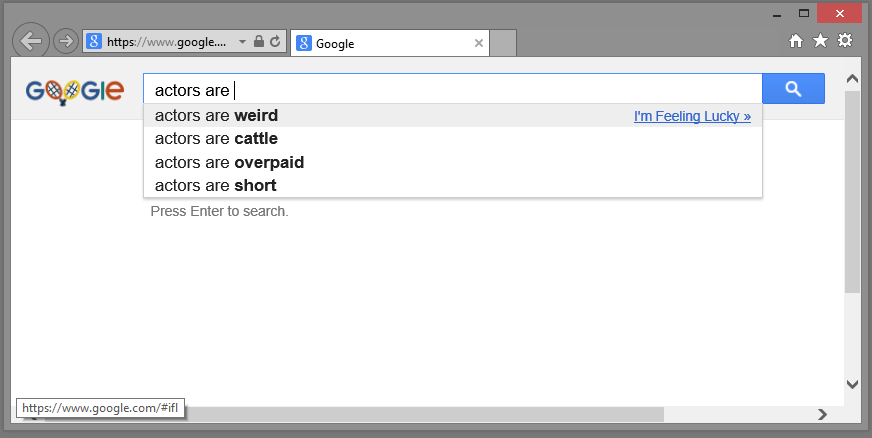 https://www.google....
Google
GOOGLE
actors are
actors are weird
I'm Feeling Lucky »
actors are cattle
actors are overpaid
actors are short
Press Enter to search.
https://www.google.com/#ifl